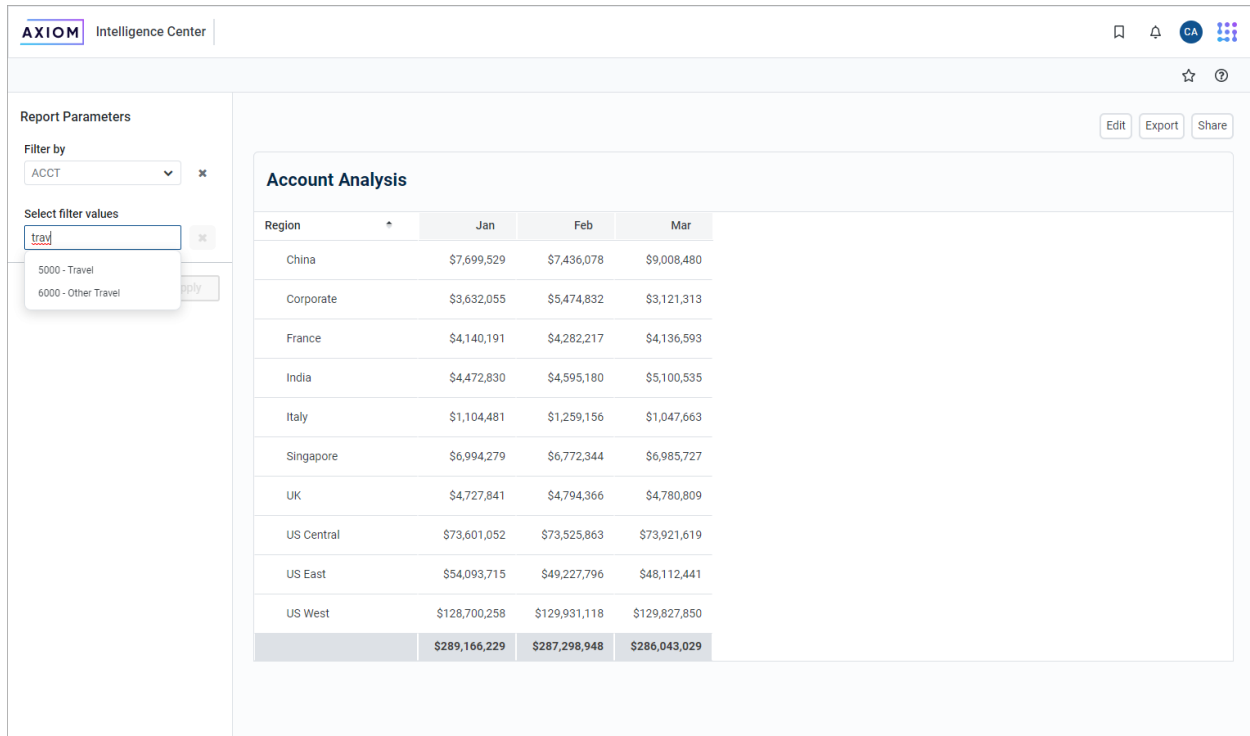 AXIOM Intelligence Center
CA
Report Parameters
Edit Export Share
Filter by
ACCT
Account Analysis
Select filter values
trav
Region Jan Feb Mar
5000 - Travel
6000 - Other Travel
pply
China $7,699,529 $7,436,078 $9,008,480
Corporate $3,632,055 $5,474,832 $3,121,313
France $4,140,191 $4,282,217 $4,136,593
India $4,472,830 $4,595,180 $5,100,535
Italy $1,104,481 $1,259,156 $1,047,663
Singapore $6,994,279 $6,772,344 $6,985,727
UK $4,727,841 $4,794,366 $4,780,809
US Central $73,601,052 $73,525,863 $73,921,619
US East $54,093,715 $49,227,796 $48,112,441
US West $128,700,258 $129,931,118 $129,827,850
$289,166,229 $287,298,948 $286,043,029